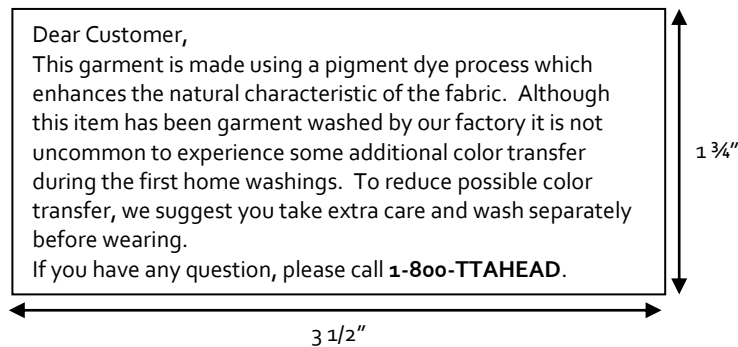 Dear Customer,
This garment is made using a pigment dye process which
enhances the natural characteristic of the fabric.  Although
this item has been garment washed by our factory it is not
uncommon to experience some additional color transfer
during the first home washings.  To reduce possible color
transfer, we suggest you take extra care and wash separately
before wearing.
If you have any question, please call 1-800-TTAHEAD.
1 ¾”
3 1/2”